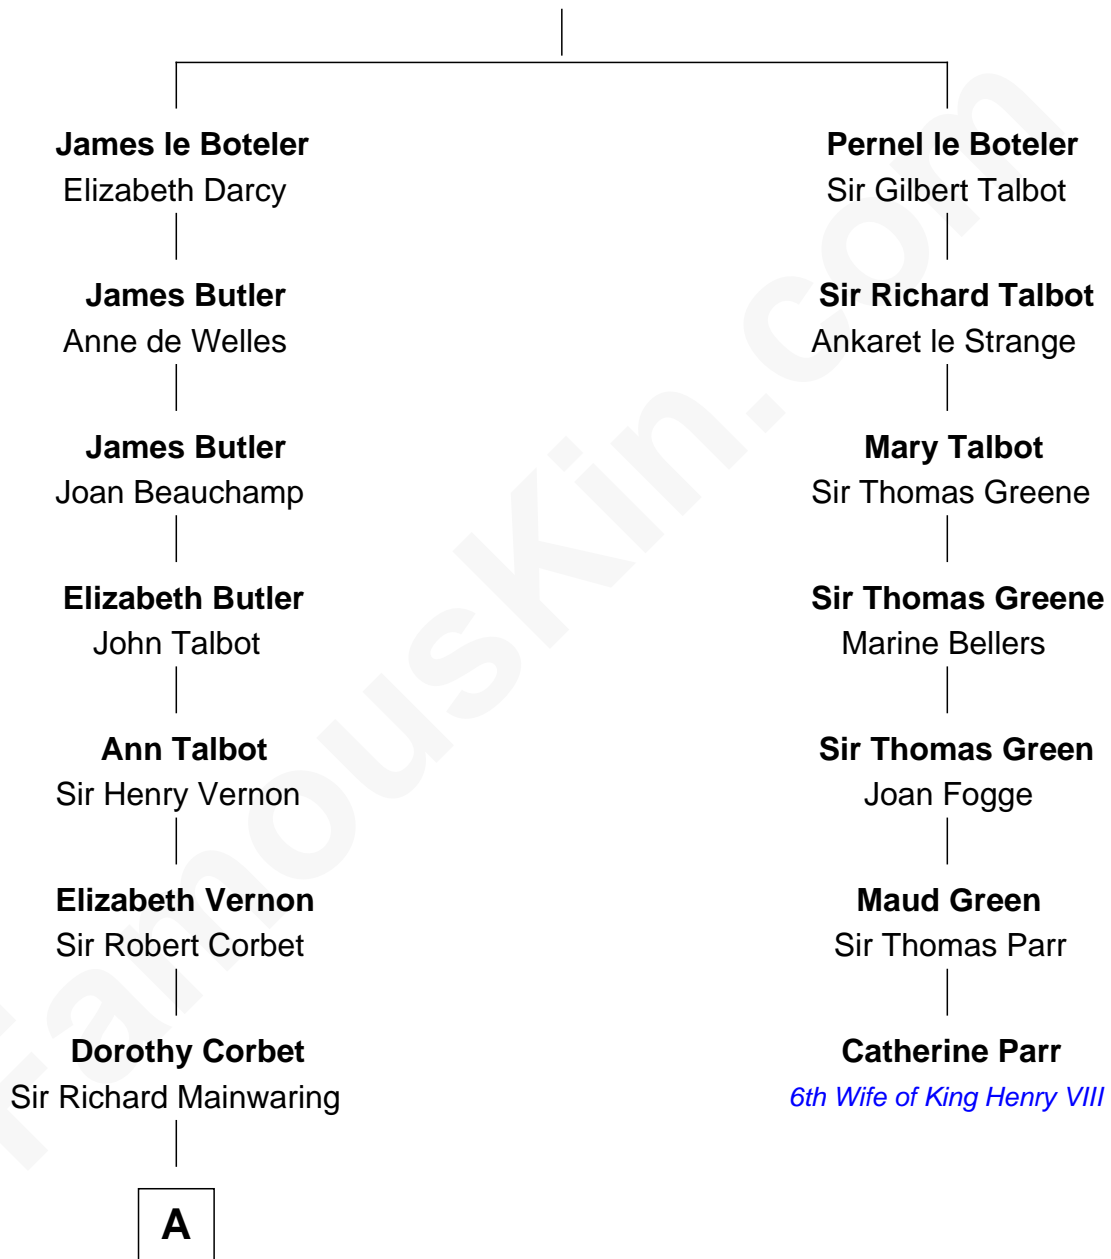 James le Boteler
Elizabeth Darcy
James Butler
Anne de Welles
James Butler
Joan Beauchamp
Elizabeth Butler
John Talbot
Ann Talbot
Sir Henry Vernon
Elizabeth Vernon
Sir Robert Corbet
Dorothy Corbet
Sir Richard Mainwaring
A
Pernel le Boteler
Sir Gilbert Talbot
Sir Richard Talbot
Ankaret le Strange
Mary Talbot
Sir Thomas Greene
Sir Thomas Greene
Marine Bellers
Sir Thomas Green
Joan Fogge
Maud Green
Sir Thomas Parr
Catherine Parr
6th Wife of King Henry VIII
FamousKin.com